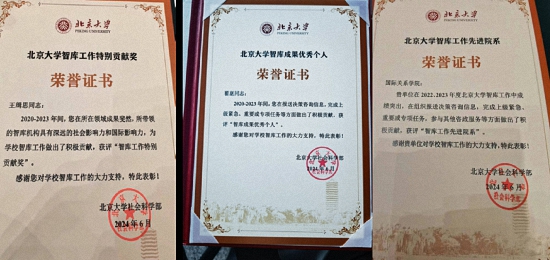 北京大学
PEKING UNIVERSITY
北京大学智库工作特别贡献奖
荣誉证书
王缉思同志:
2020-2023年间,您在所在领域成果斐然,所带领
的智库机构具有深远的社会影响力和国际影响力,为
学校智库工作做出了积极贡献,获评“智库工作特别
贡献奖”。
感谢您对学校智库工作的大力支持,特此表彰!
北京大学社会科学部
2024年6月
北京大学
PEKING UNIVERSITY
北京大学智库成果优秀个人
荣誉证书
2020-2023年间,您在报送决策咨询信息、完成上
级紧急、重要或专项任务等方面做出了积极贡献,获
评“智库成果优秀个人”。
感谢您对学校智库工作的大力支持,特此表彰!
北京大学社会科学部
2024年6月
北京大学
PEKING UNIVERSITY
北京大学智库工作先进院系
荣誉证书
国际关系学院:
贵单位在2022、2023年度北京大学智库工作中成
绩突出,在组织报送决策咨询信息、完成上级紧急、
重要或专项任务、参与其他咨政服务等方面做出了积
极贡献,获评“智库工作先进院系”。
感谢贵单位对学校智库工作的大力支持,特此表彰!
北京大学社会科学部
2024年6月